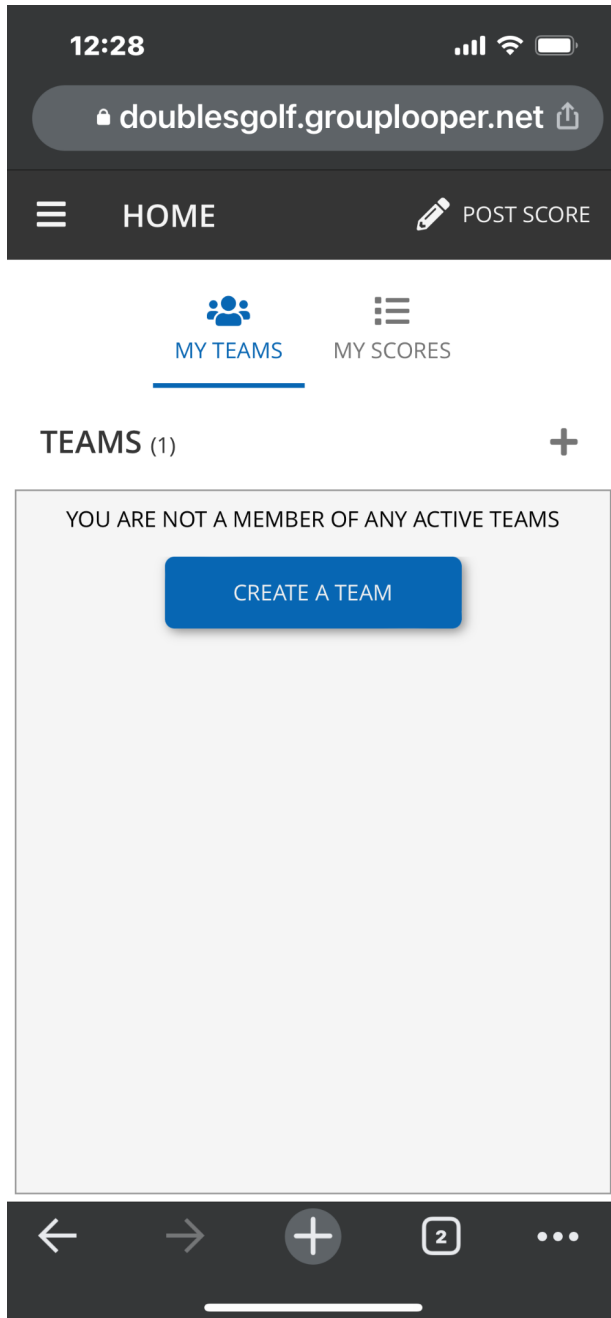 12:28
doublesgolf.grouplooper.net
HOME
POST SCORE
MY TEAMS
MY SCORES
TEAMS (1)
YOU ARE NOT A MEMBER OF ANY ACTIVE TEAMS
CREATE A TEAM
2